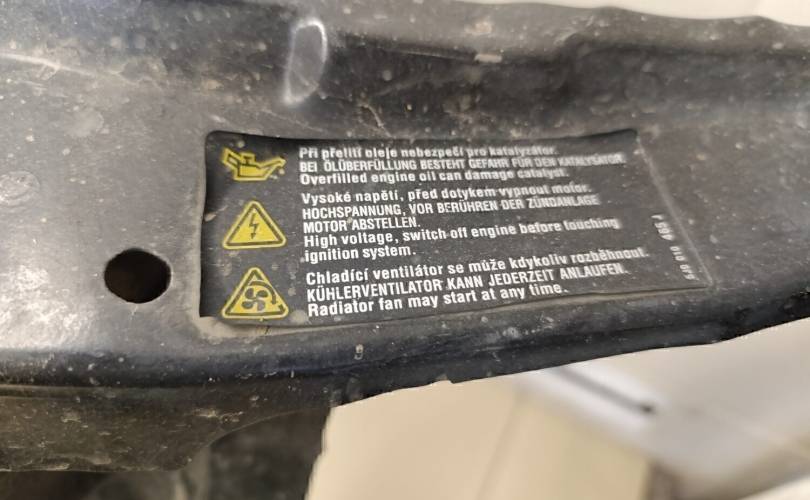 Při přelití oleje nebezpečí pro katalyzátor.
BEI ÖLÜBERFÜLLUNG BESTEHT GEFAHR FÜR DEN KATALYSATOR
Overfilled engine oil can damage catalyst.
Vysoké napětí, před dotykem vypnout motor.
HOCHSPANNUNG, VOR BERÜHREN DER ZÜNDANLAGE
MOTOR ABSTELLEN.
High voltage, switch off engine before touching
ignition system.
Chladící ventilátor se může kdykoliv rozběhnout.
KÜHLERVENTILATOR KANN JEDERZEIT ANLAUFEN.
Radiator fan may start at any time.